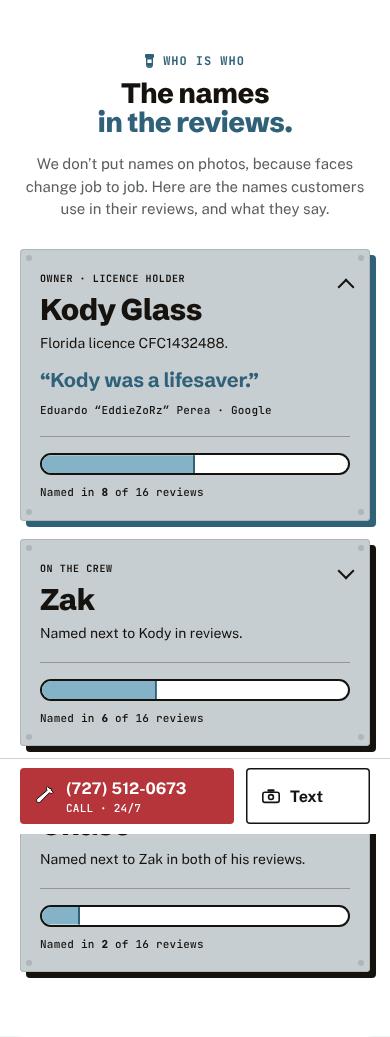 WHO IS WHO
The names
in the reviews.
We don’t put names on photos, because faces
change job to job. Here are the names customers
use in their reviews, and what they say.
OWNER · LICENCE HOLDER
Kody Glass
Florida licence CFC1432488.
“Kody was a lifesaver.”
Eduardo “EddieZoRz” Perea · Google
Named in 8 of 16 reviews
ON THE CREW
Zak
Named next to Kody in reviews.
Named in 6 of 16 reviews
(727) 512-0673
CALL · 24/7
Text
Named next to Zak in both of his reviews.
Named in 2 of 16 reviews